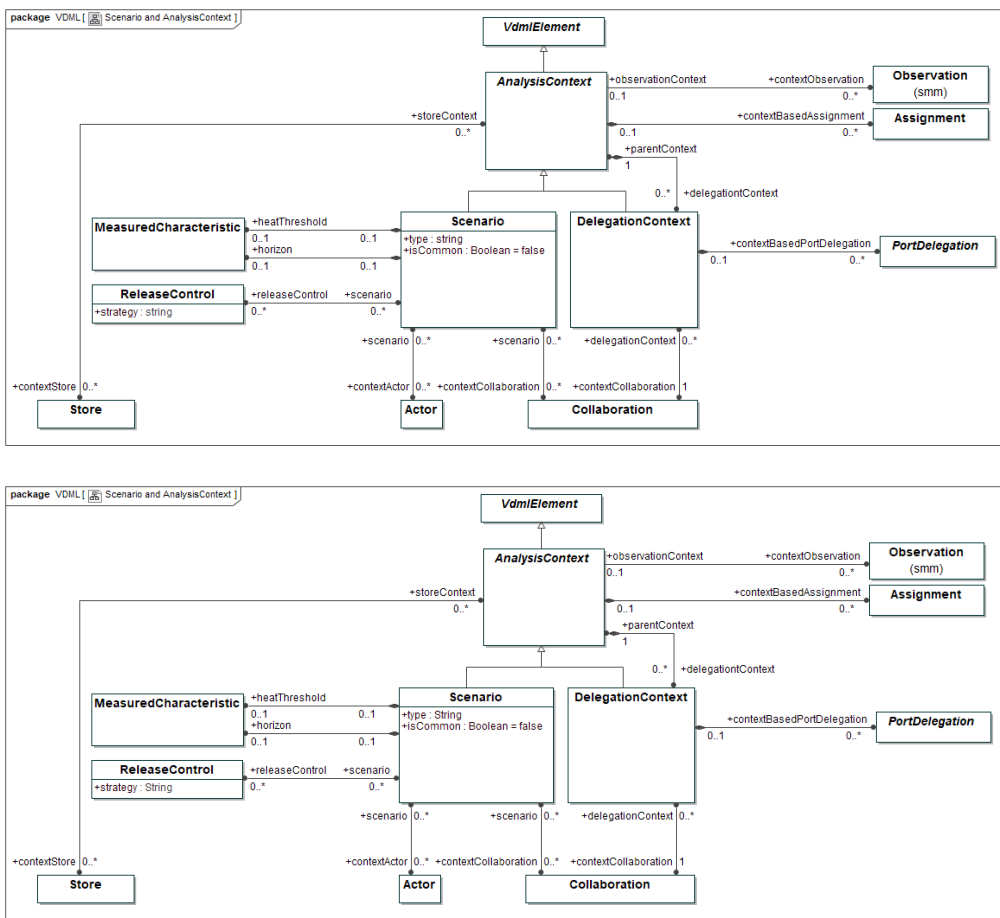 package VDML [ Scenario and AnalysisContext ]
VdmlElement
AnalysisContext
+observationContext
+contextObservation
0..1
0..*
Observation
(smm)
+storeContext
0..*
+contextBasedAssignment
0..1
0..*
Assignment
+parentContext
1
0..*
+delegationtContext
MeasuredCharacteristic
+heatThreshold
0..1
0..1
+horizon
0..1
0..1
Scenario
+type : string
+isCommon : Boolean = false
DelegationContext
+contextBasedPortDelegation
0..1
0..*
PortDelegation
ReleaseControl
+strategy : string
+releaseControl
+scenario
0..*
0..*
+scenario
0..*
+scenario
0..*
+delegationContext
0..*
+contextStore
0..*
+contextActor
0..*
+contextCollaboration
0..*
+contextCollaboration
1
Store
Actor
Collaboration
package VDML [ Scenario and AnalysisContext ]
VdmlElement
AnalysisContext
+observationContext
+contextObservation
0..1
0..*
Observation
(smm)
+storeContext
0..*
+contextBasedAssignment
0..1
0..*
Assignment
+parentContext
1
0..*
+delegationtContext
MeasuredCharacteristic
+heatThreshold
0..1
0..1
+horizon
0..1
0..1
Scenario
+type : String
+isCommon : Boolean = false
DelegationContext
+contextBasedPortDelegation
0..1
0..*
PortDelegation
ReleaseControl
+strategy : String
+releaseControl
+scenario
0..*
0..*
+scenario
0..*
+scenario
0..*
+delegationContext
0..*
+contextStore
0..*
+contextActor
0..*
+contextCollaboration
0..*
+contextCollaboration
1
Store
Actor
Collaboration